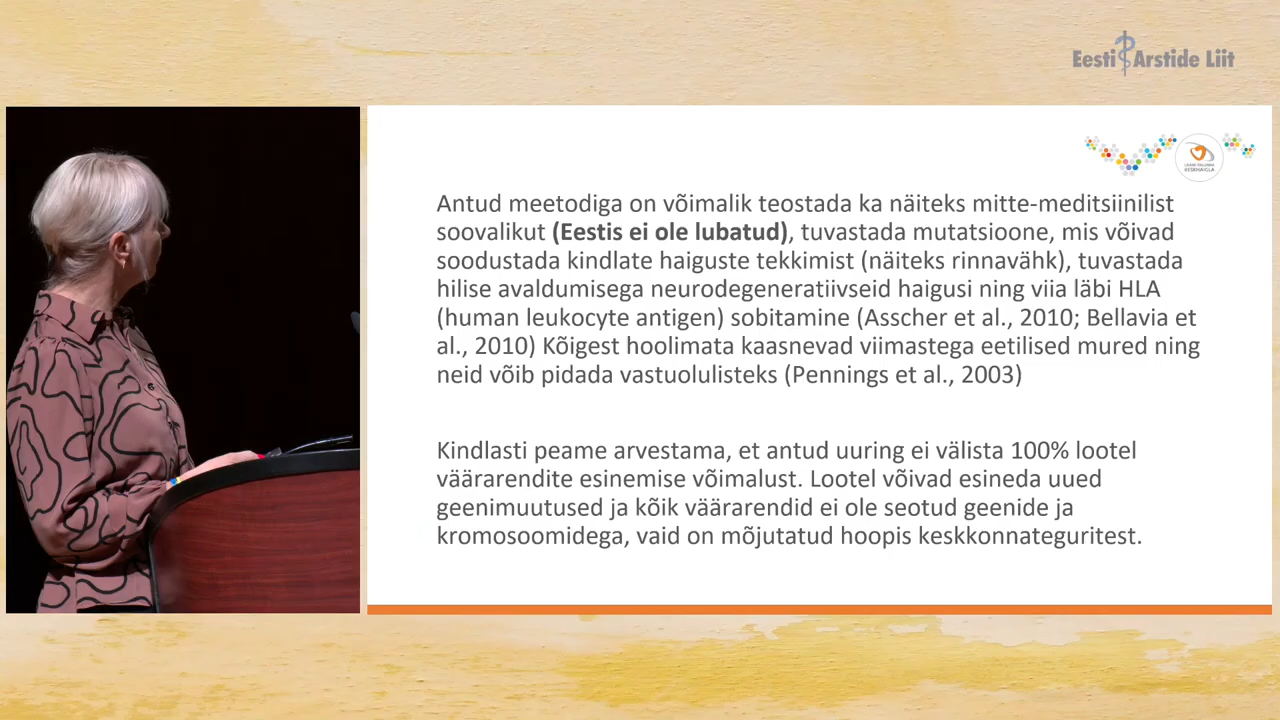 Eesti Arstide Liit
LÄÄNE-TALLINNA
KESKHAIGLA
Antud meetodiga on võimalik teostada ka näiteks mitte-meditsiinilist
soovalikut (Eestis ei ole lubatud), tuvastada mutatsioone, mis võivad
soodustada kindlate haiguste tekkimist (näiteks rinnavähk), tuvastada
hilise avaldumisega neurodegeneratiivseid haigusi ning viia läbi HLA
(human leukocyte antigen) sobitamine (Asscher et al., 2010; Bellavia et
al., 2010) Kõigest hoolimata kaasnevad viimastega eetilised mured ning
neid võib pidada vastuolulisteks (Pennings et al., 2003)
Kindlasti peame arvestama, et antud uuring ei välista 100% lootel
väärarendite esinemise võimalust. Lootel võivad esineda uued
geenimuutused ja kõik väärarendid ei ole seotud geenide ja
kromosoomidega, vaid on mõjutatud hoopis keskkonnateguritest.